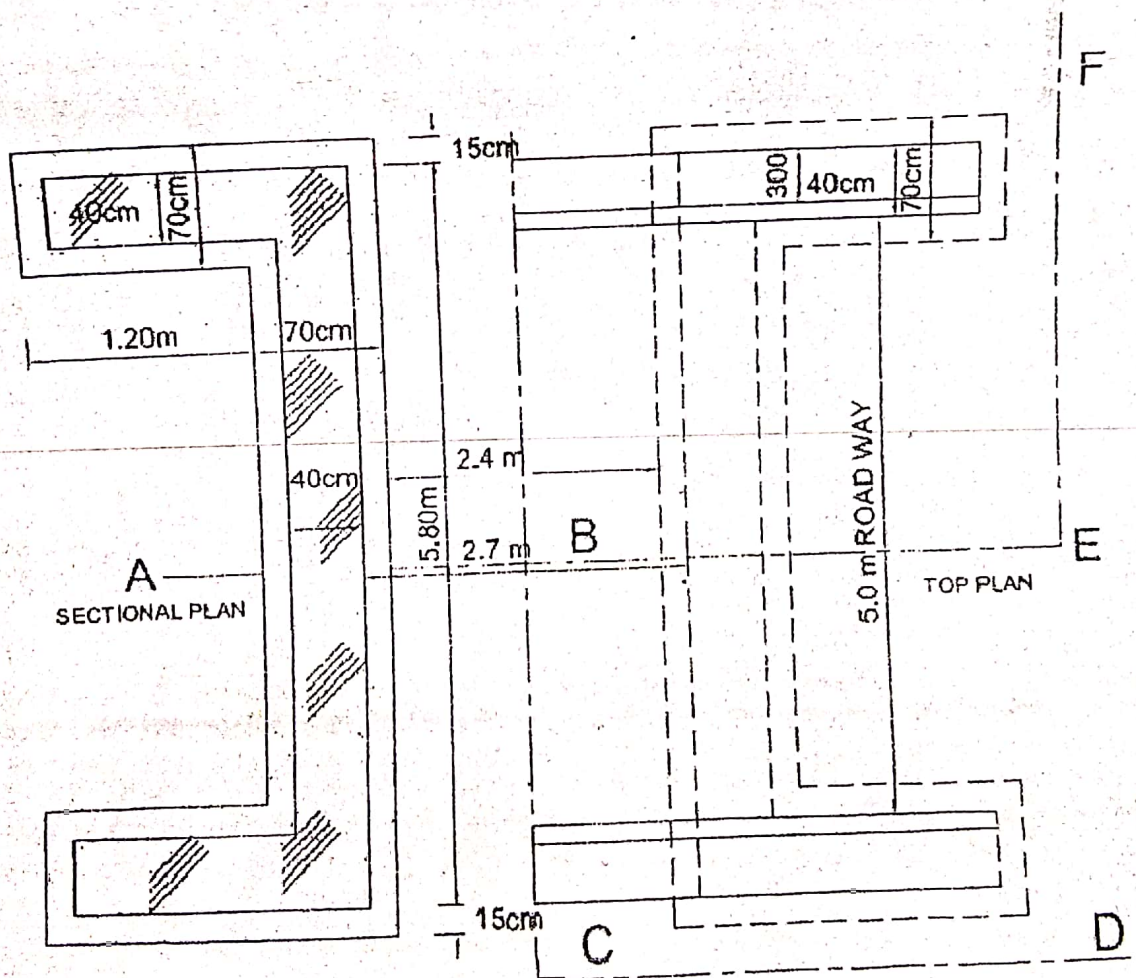 F
15cm
40cm
70cm
300
40cm
70cm
1.20m
70cm
2.4 m
40cm
5.80m
2.7 m
B
E
A
SECTIONAL PLAN
5.0 m ROAD WAY
TOP PLAN
15cm
C
D